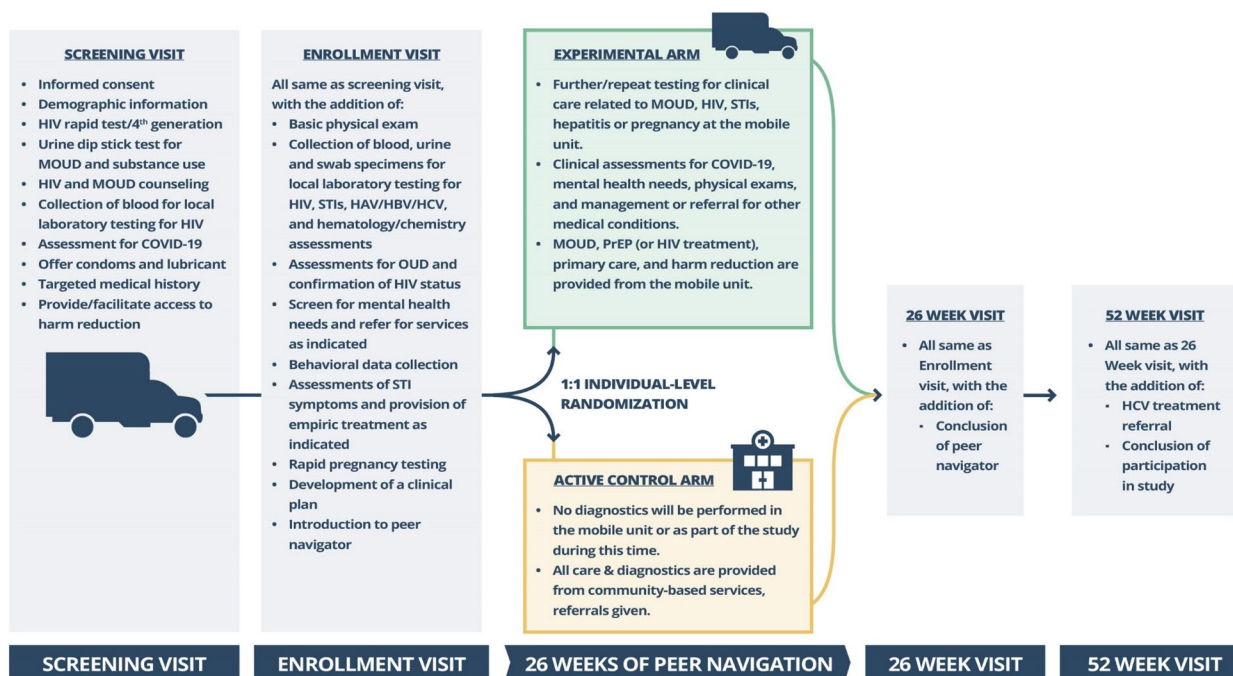 SCREENING VISIT
• Informed consent
• Demographic information
• HIV rapid test/4th generation
• Urine dip stick test for
MOUD and substance use
• HIV and MOUD counseling
• Collection of blood for local
laboratory testing for HIV
• Assessment for COVID-19
• Offer condoms and lubricant
• Targeted medical history
• Provide/facilitate access to
harm reduction
ENROLLMENT VISIT
All same as screening visit,
with the addition of:
• Basic physical exam
• Collection of blood, urine
and swab specimens for
local laboratory testing for
HIV, STIs, HAV/HBV/HCV,
and hematology/chemistry
assessments
• Assessments for OUD and
confirmation of HIV status
• Screen for mental health
needs and refer for services
as indicated
• Behavioral data collection
• Assessments of STI
symptoms and provision of
empiric treatment as
indicated
• Rapid pregnancy testing
• Development of a clinical
plan
• Introduction to peer
navigator
EXPERIMENTAL ARM
• Further/repeat testing for clinical
care related to MOUD, HIV, STIs,
hepatitis or pregnancy at the mobile
unit.
• Clinical assessments for COVID-19,
mental health needs, physical exams,
and management or referral for other
medical conditions.
• MOUD, PrEP (or HIV treatment),
primary care, and harm reduction are
provided from the mobile unit.
1:1 INDIVIDUAL-LEVEL
RANDOMIZATION
ACTIVE CONTROL ARM
• No diagnostics will be performed in
the mobile unit or as part of the study
during this time.
• All care & diagnostics are provided
from community-based services,
referrals given.
26 WEEK VISIT
• All same as
Enrollment
visit, with the
addition of:
▪ Conclusion
of peer
navigator
52 WEEK VISIT
• All same as 26
Week visit, with
the addition of:
▪ HCV treatment
referral
▪ Conclusion of
participation
in study
SCREENING VISIT
ENROLLMENT VISIT
26 WEEKS OF PEER NAVIGATION
26 WEEK VISIT
52 WEEK VISIT